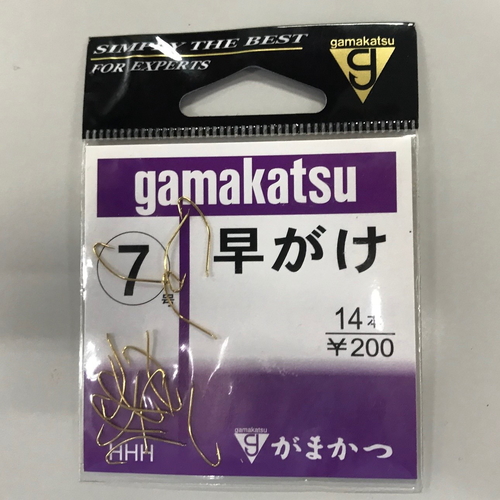 SIMPLY THE BEST
FOR EXPERTS
gamakatsu
g
gamakatsu
7号
早がけ
14本
¥200
HHH
gamakatsu
g
がまかつ